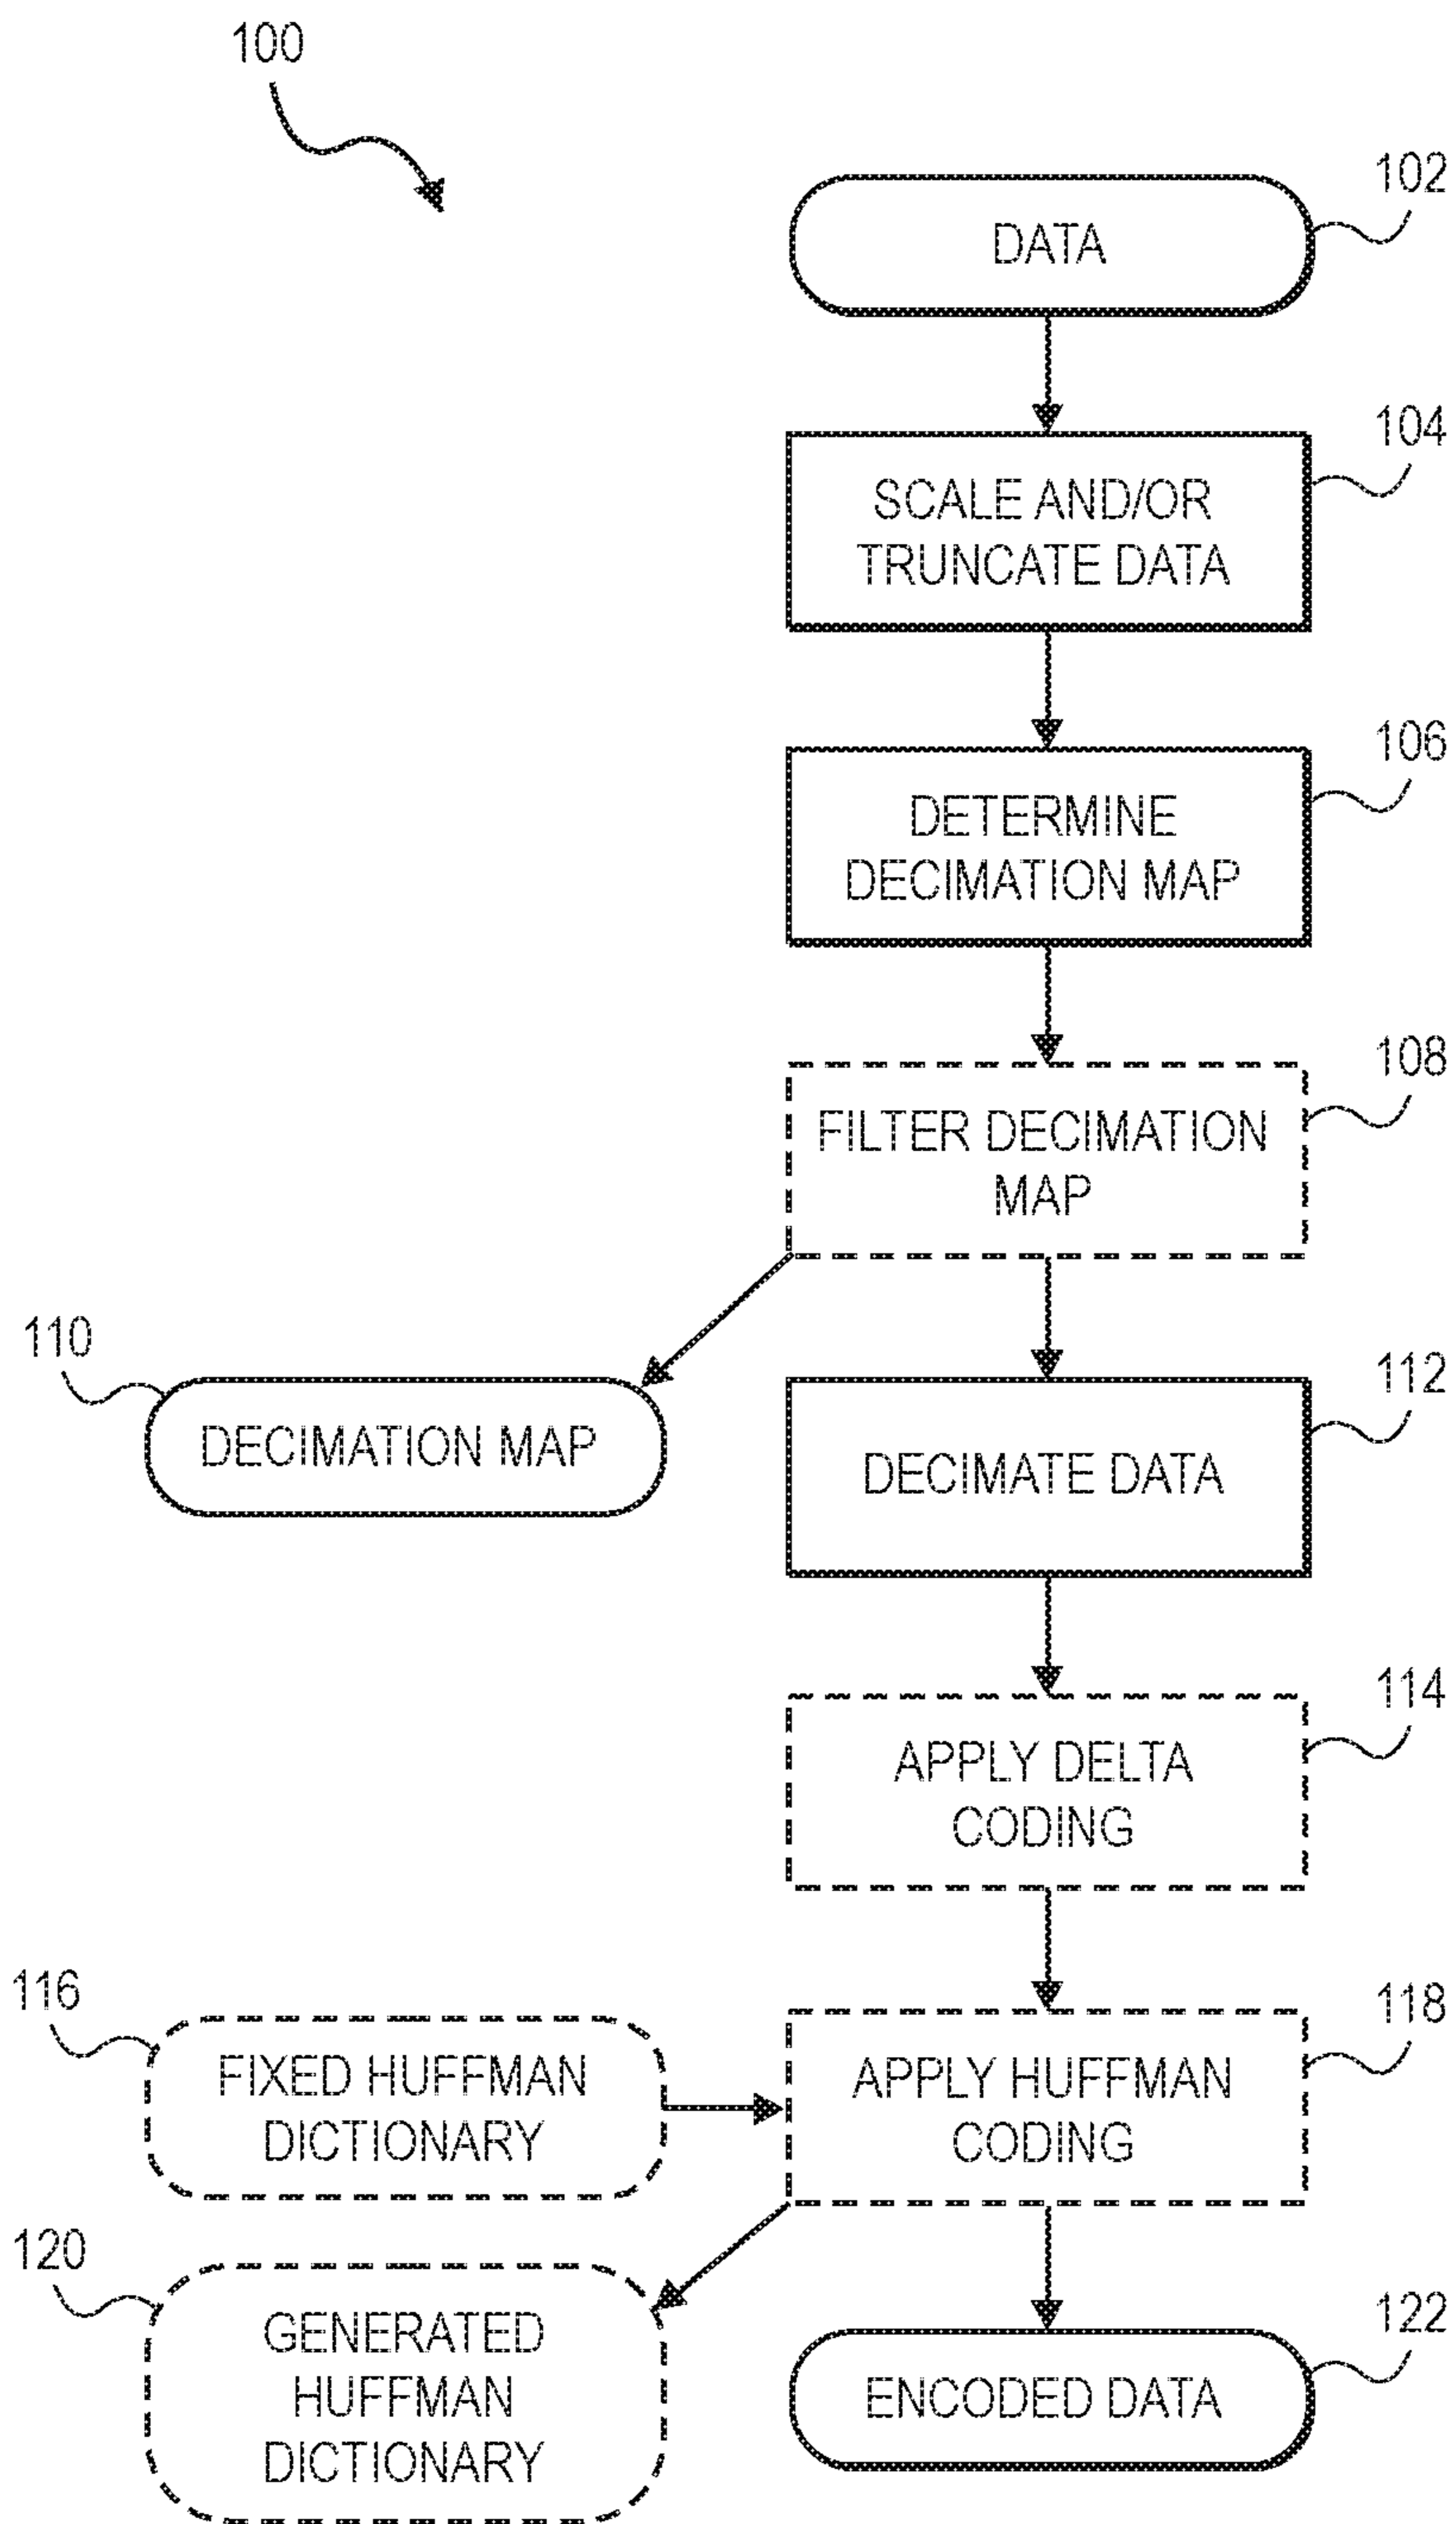 100
102
DATA
104
SCALE AND/OR
TRUNCATE DATA
106
DETERMINE
DECIMATION MAP
108
FILTER DECIMATION
MAP
110
DECIMATION MAP
112
DECIMATE DATA
114
APPLY DELTA
CODING
116
FIXED HUFFMAN
DICTIONARY
118
APPLY HUFFMAN
CODING
120
GENERATED
HUFFMAN
DICTIONARY
122
ENCODED DATA